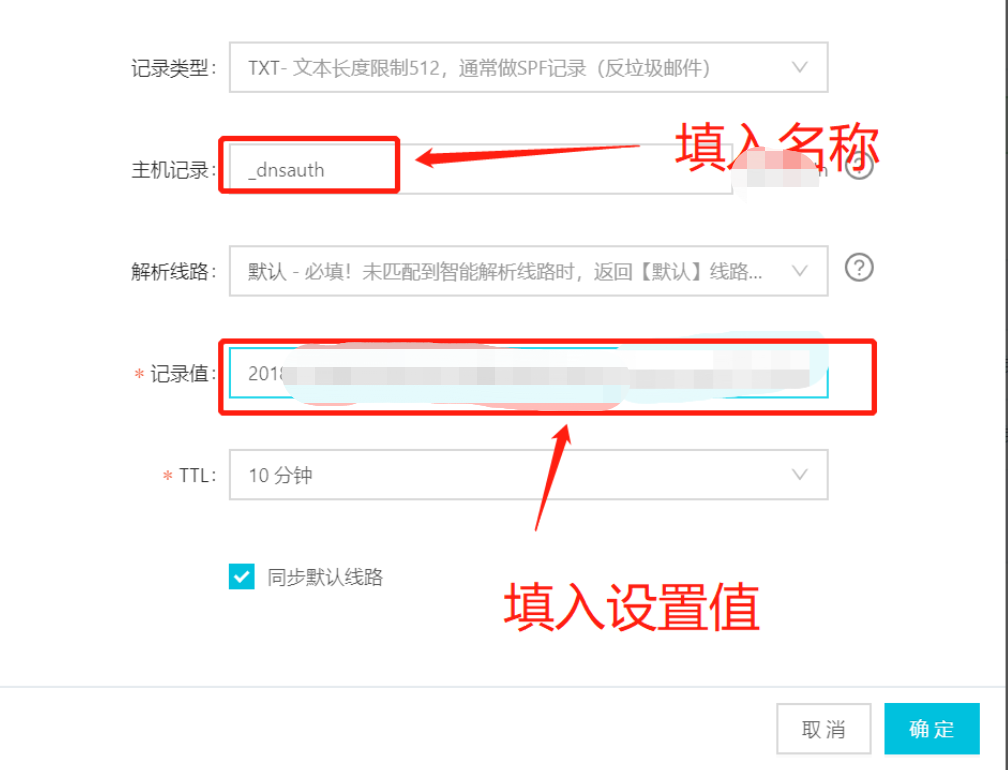 记录类型： TXT- 文本长度限制512，通常做SPF记录（反垃圾邮件）
填入名称
主机记录： _dnsauth
解析线路： 默认 - 必填！未匹配到智能解析线路时，返回【默认】线路...
* 记录值： 2018
* TTL： 10 分钟
同步默认线路
填入设置值
取消 确定